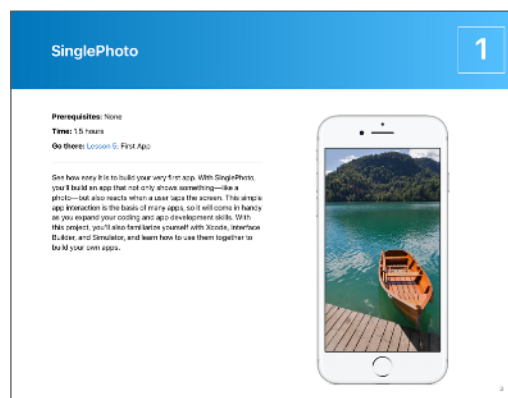 SinglePhoto
1
Prerequisites: None
Time: 1.5 hours
Go there: Lesson 5: First App
See how easy it is to build your very first app. With SinglePhoto,
you'll build an app that not only shows something—like a
photo—but also reacts when a user taps the screen. This simple
app interaction is the basis of many apps, so it will come in handy
as you expand your coding and app development skills. With
this project, you'll also familiarize yourself with Xcode, Interface
Builder, and Simulator, and learn how to use them together to
build your own apps.